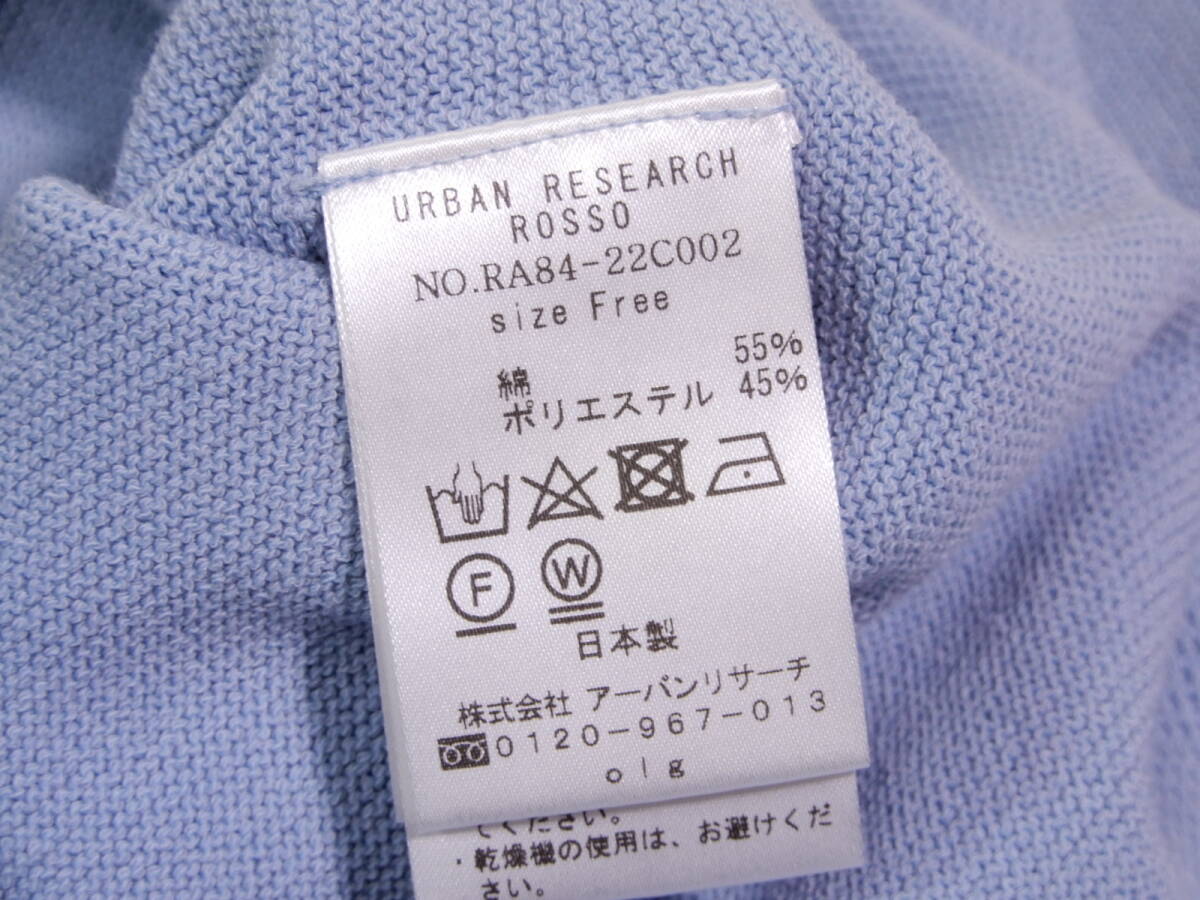 URBAN RESEARCH
ROSSO
NO.RA84-22C002
size Free
綿 55%
ポリエステル 45%
F W
日本製
株式会社 アーバンリサーチ
0120-967-013
olg
てください。
・乾燥機の使用は、お避けくだ
さい。